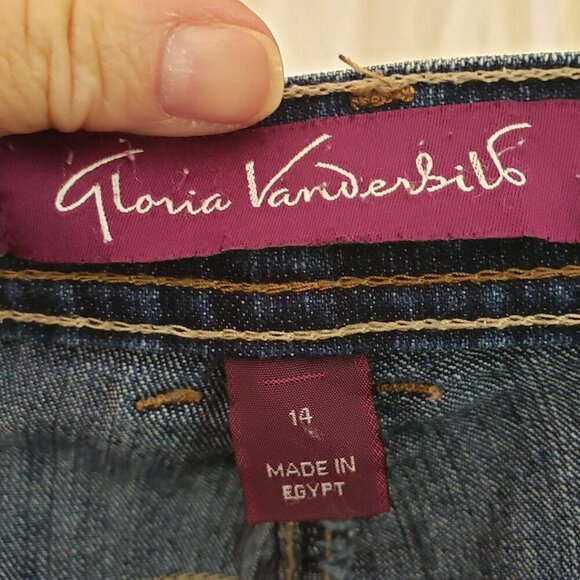 Gloria Vanderbilt
14
MADE IN
EGYPT